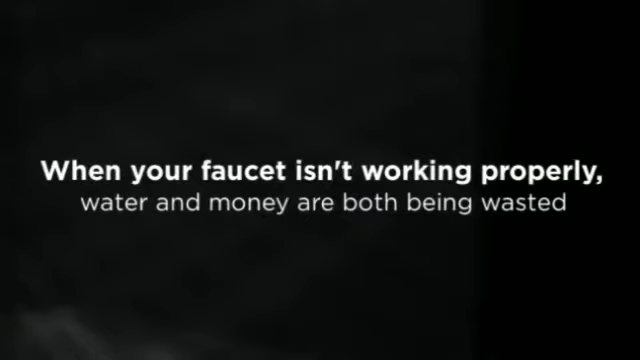 When your faucet isn't working properly,
water and money are both being wasted